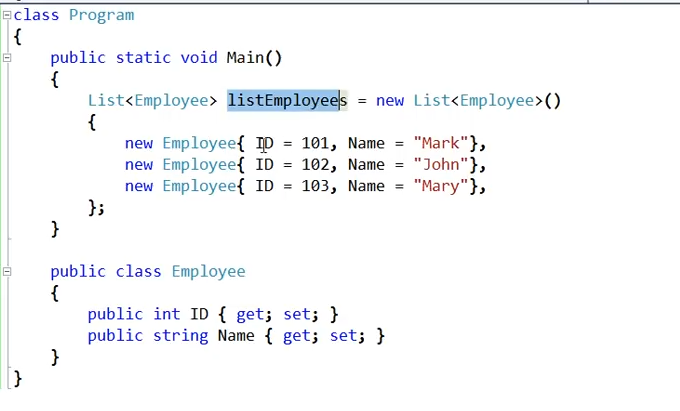 class Program
{
public static void Main()
{
List<Employee> listEmployees = new List<Employee>()
{
new Employee{ ID = 101, Name = "Mark"},
new Employee{ ID = 102, Name = "John"},
new Employee{ ID = 103, Name = "Mary"},
};
}
public class Employee
{
public int ID { get; set; }
public string Name { get; set; }
}
}